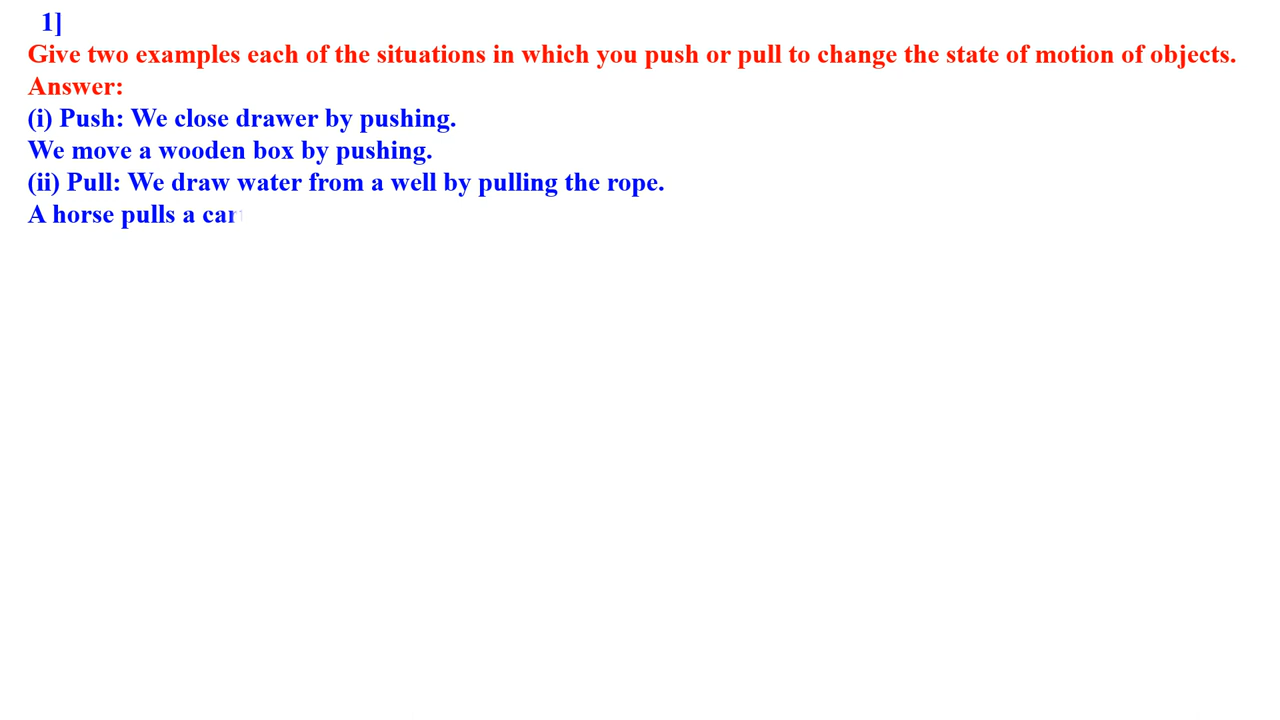 1]
Give two examples each of the situations in which you push or pull to change the state of motion of objects.
Answer:
(i) Push: We close drawer by pushing.
We move a wooden box by pushing.
(ii) Pull: We draw water from a well by pulling the rope.
A horse pulls a car